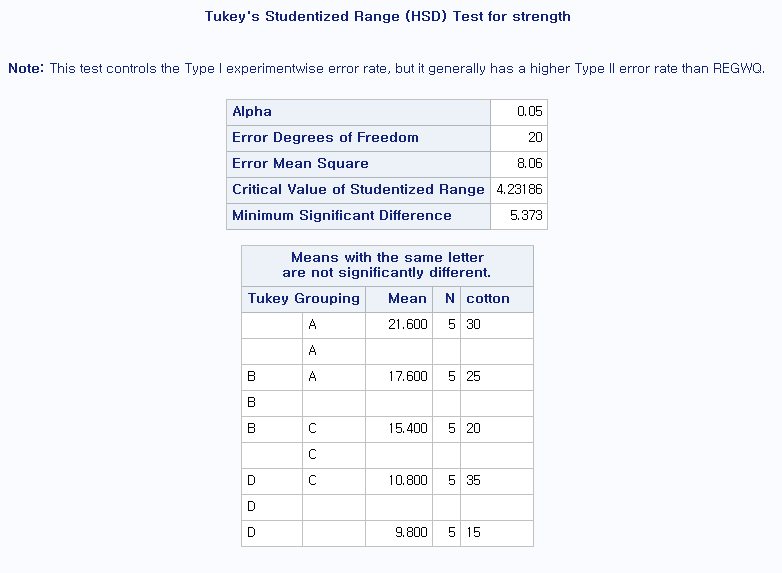 Tukey's Studentized Range (HSD) Test for strength
Note: This test controls the Type I experimentwise error rate, but it generally has a higher Type II error rate than REGWQ.
Alpha 0.05
Error Degrees of Freedom 20
Error Mean Square 8.06
Critical Value of Studentized Range 4.23186
Minimum Significant Difference 5.373
Means with the same letter
are not significantly different.
Tukey Grouping Mean N cotton
A 21.600 5 30
A
B A 17.600 5 25
B
B C 15.400 5 20
C
D C 10.800 5 35
D
D 9.800 5 15